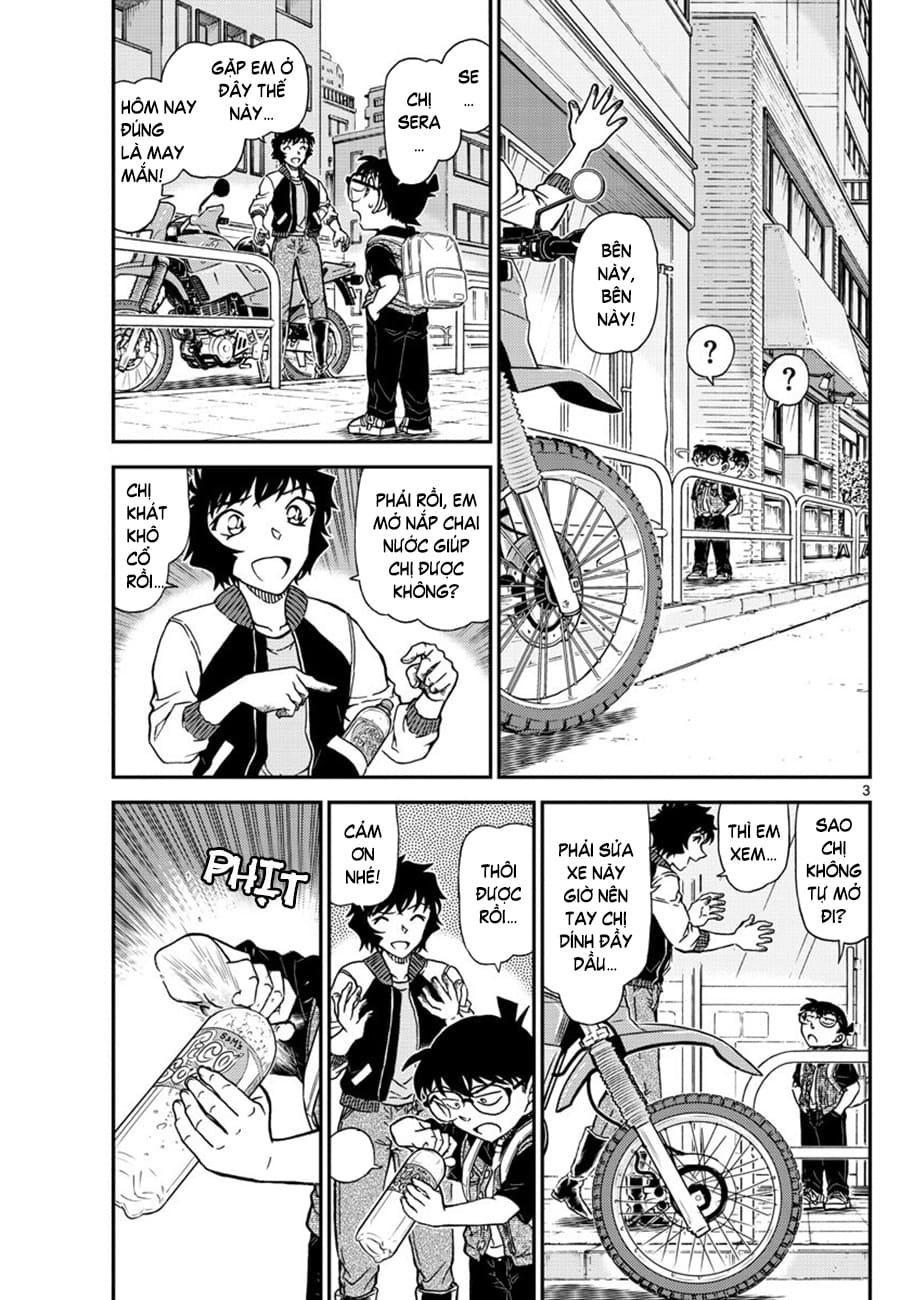 BÊN
NÀY,
BÊN
NÀY!
?
?
SE
...
CHỊ
SERA
...
GẶP EM Ở
ĐÂY THẾ
NÀY...
HÔM NAY
ĐÚNG
LÀ MAY
MẮN!
PHẢI RỒI, EM
MỞ NẮP CHAI
NƯỚC GIÚP
CHỊ ĐƯỢC
KHÔNG?
CHỊ
KHÁT
KHÔ
CỔ
RỒI...
3
SAO
CHỊ
KHÔNG
TỰ MỞ
ĐI?
THÌ EM
XEM...
PHẢI SỬA
XE NÀY
GIỜ NÊN
TAY CHỊ
DÍNH ĐẦY
DẦU...
THÔI
ĐƯỢC
RỒI...
CẢM
ƠN
NHÉ!
PHỊT
SAM'S